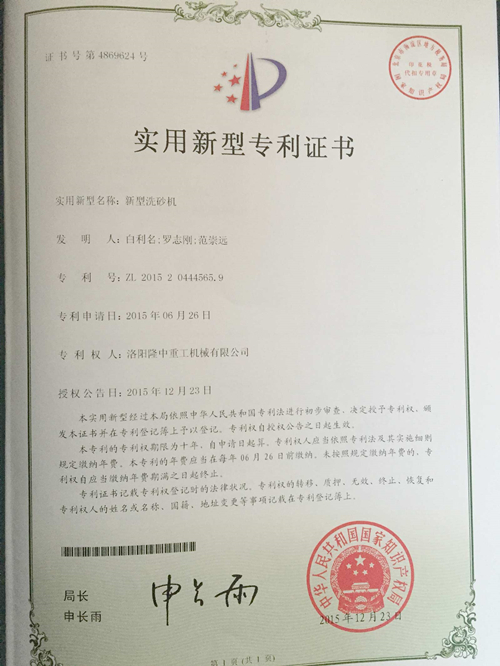 证书号第4869624号
印花税
代扣专用章
国家知识产权局
实用新型专利证书
实用新型名称：新型洗砂机
发明人：白利名;罗志刚;范崇远
专利号：ZL 2015 2 0444565.9
专利申请日：2015年06月26日
专利权人：洛阳隆中重工机械有限公司
授权公告日：2015年12月23日
本实用新型经过本局依照中华人民共和国专利法进行初步审查，决定授予专利权，颁
发本证书并在专利登记簿上予以登记。专利权自授权公告之日起生效。
本专利的专利权期限为十年，自申请日起算。专利权人应当依照专利法及其实施细则
规定缴纳年费。本专利的年费应当在每年06月26日前缴纳。未按照规定缴纳年费的，专
利权自应当缴纳年费期满之日起终止。
专利证书记载专利权登记时的法律状况。专利权的转移、质押、无效、终止、恢复和
专利权人的姓名或名称、国籍、地址变更等事项记载在专利登记簿上。
局长
申长雨
申长雨
中华人民共和国国家知识产权局
2015年12月23日
第1页(共1页)